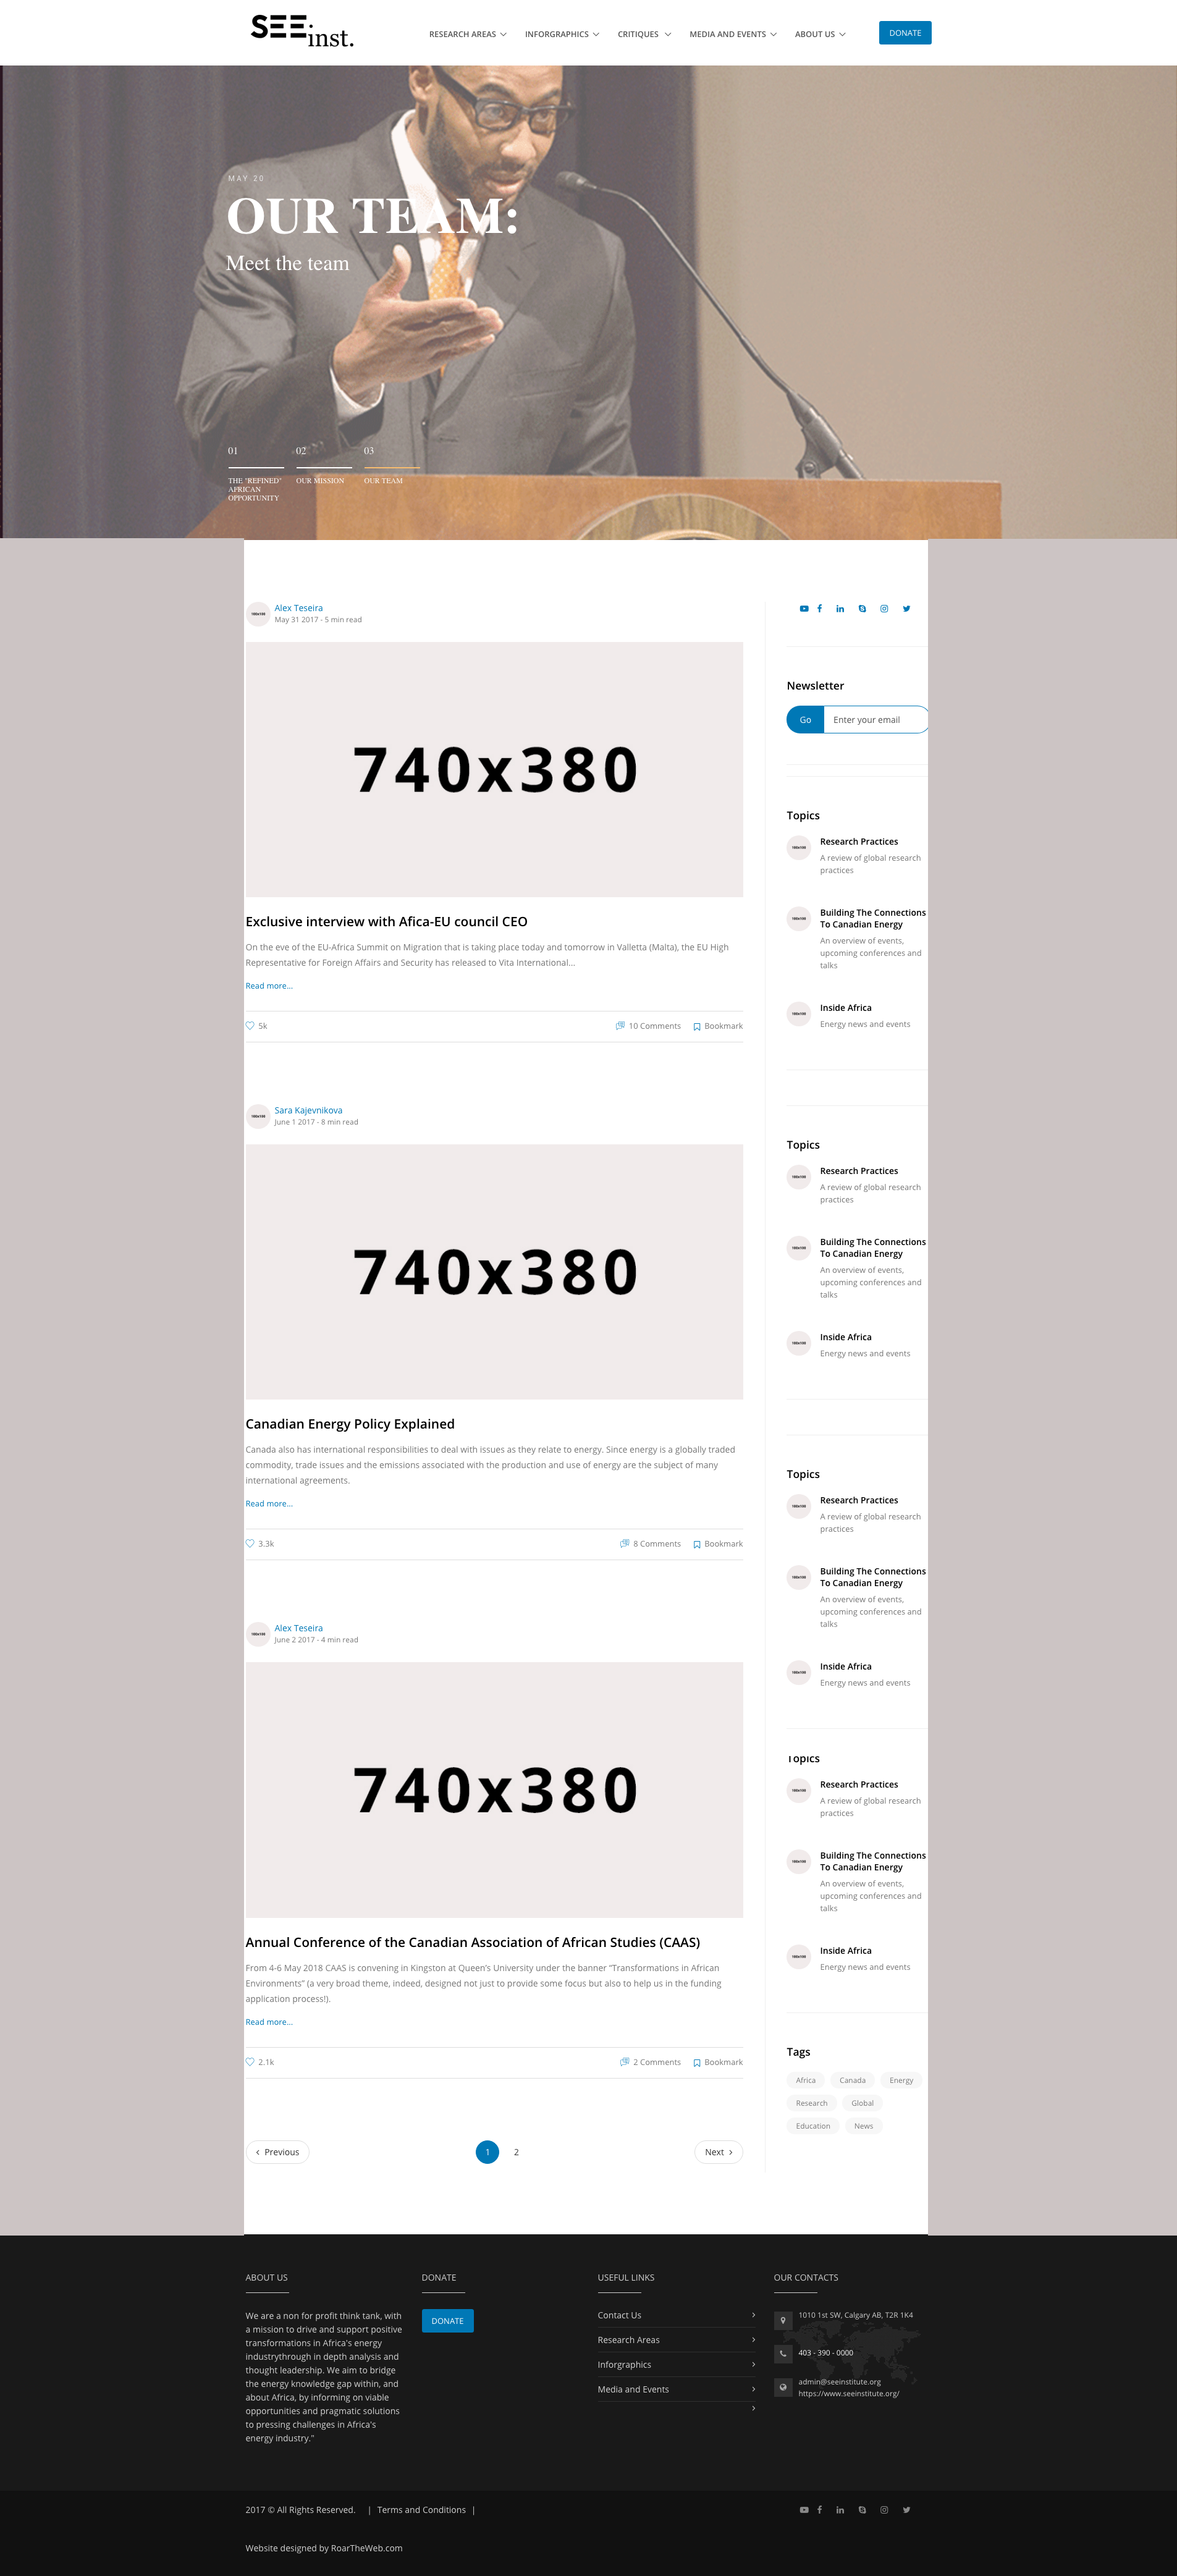 SEEinst.
RESEARCH AREAS
INFORGRAPHICS
CRITIQUES
MEDIA AND EVENTS
ABOUT US
DONATE
MAY 20
OUR TEAM:
Meet the team
01
02
03
THE "REFINED"
AFRICAN
OPPORTUNITY
OUR MISSION
OUR TEAM
Alex Teseira
May 31 2017 - 5 min read
740x380
Exclusive interview with Afica-EU council CEO
On the eve of the EU-Africa Summit on Migration that is taking place today and tomorrow in Valletta (Malta), the EU High
Representative for Foreign Affairs and Security has released to Vita International...
Read more...
5k
10 Comments
Bookmark
Sara Kajevnikova
June 1 2017 - 8 min read
740x380
Canadian Energy Policy Explained
Canada also has international responsibilities to deal with issues as they relate to energy. Since energy is a globally traded
commodity, trade issues and the emissions associated with the production and use of energy are the subject of many
international agreements.
Read more...
3.3k
8 Comments
Bookmark
Alex Teseira
June 2 2017 - 4 min read
740x380
Annual Conference of the Canadian Association of African Studies (CAAS)
From 4-6 May 2018 CAAS is convening in Kingston at Queen's University under the banner “Transformations in African
Environments” (a very broad theme, indeed, designed not just to provide some focus but also to help us in the funding
application process!).
Read more...
2.1k
2 Comments
Bookmark
Previous
1
2
Next
Newsletter
Go
Enter your email
Topics
Research Practices
A review of global research
practices
Building The Connections
To Canadian Energy
An overview of events,
upcoming conferences and
talks
Inside Africa
Energy news and events
Topics
Research Practices
A review of global research
practices
Building The Connections
To Canadian Energy
An overview of events,
upcoming conferences and
talks
Inside Africa
Energy news and events
Topics
Research Practices
A review of global research
practices
Building The Connections
To Canadian Energy
An overview of events,
upcoming conferences and
talks
Inside Africa
Energy news and events
Topics
Research Practices
A review of global research
practices
Building The Connections
To Canadian Energy
An overview of events,
upcoming conferences and
talks
Inside Africa
Energy news and events
Tags
Africa
Canada
Energy
Research
Global
Education
News
ABOUT US
We are a non for profit think tank, with
a mission to drive and support positive
transformations in Africa's energy
industrythrough in depth analysis and
thought leadership. We aim to bridge
the energy knowledge gap within, and
about Africa, by informing on viable
opportunities and pragmatic solutions
to pressing challenges in Africa's
energy industry."
DONATE
DONATE
USEFUL LINKS
Contact Us
Research Areas
Inforgraphics
Media and Events
OUR CONTACTS
1010 1st SW, Calgary AB, T2R 1K4
403 - 390 - 0000
admin@seeinstitute.org
https://www.seeinstitute.org/
2017 © All Rights Reserved. | Terms and Conditions |
Website designed by RoarTheWeb.com